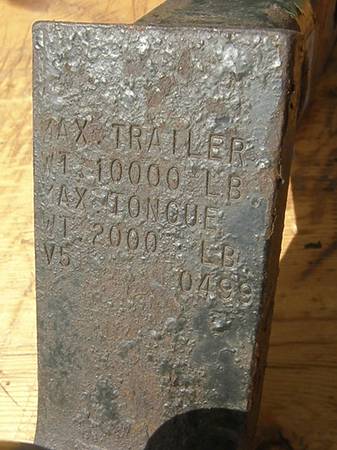 MAX. TRAILER
WT. 10000 LB
MAX. TONGUE
WT. 2000 LB.
V5
0499